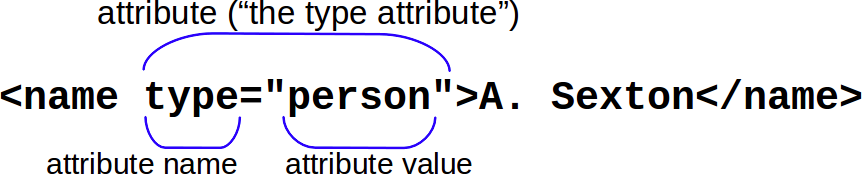 attribute (“the type attribute”)
<name type="person">A. Sexton</name>
attribute name attribute value